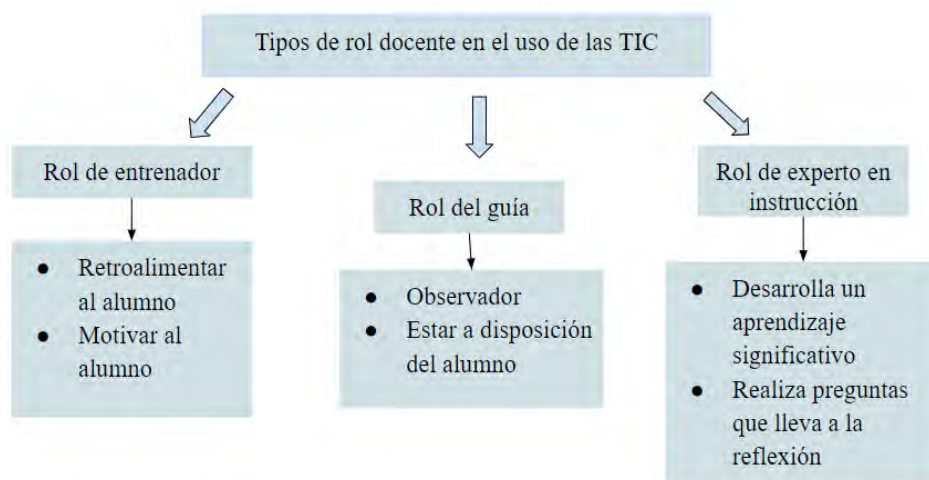 Tipos de rol docente en el uso de las TIC
Rol de entrenador
● Retroalimentar
al alumno
● Motivar al
alumno
Rol del guía
● Observador
● Estar a disposición
del alumno
Rol de experto en
instrucción
● Desarrolla un
aprendizaje
significativo
● Realiza preguntas
que lleva a la
reflexión